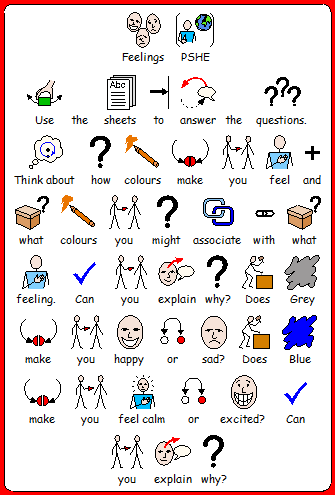 Feelings PSHE
Abc
Use the sheets to answer the questions.
Think about how colours make you feel and
what colours you might associate with what
feeling. Can you explain why? Does Grey
make you happy or sad? Does Blue
make you feel calm or excited? Can
you explain why?